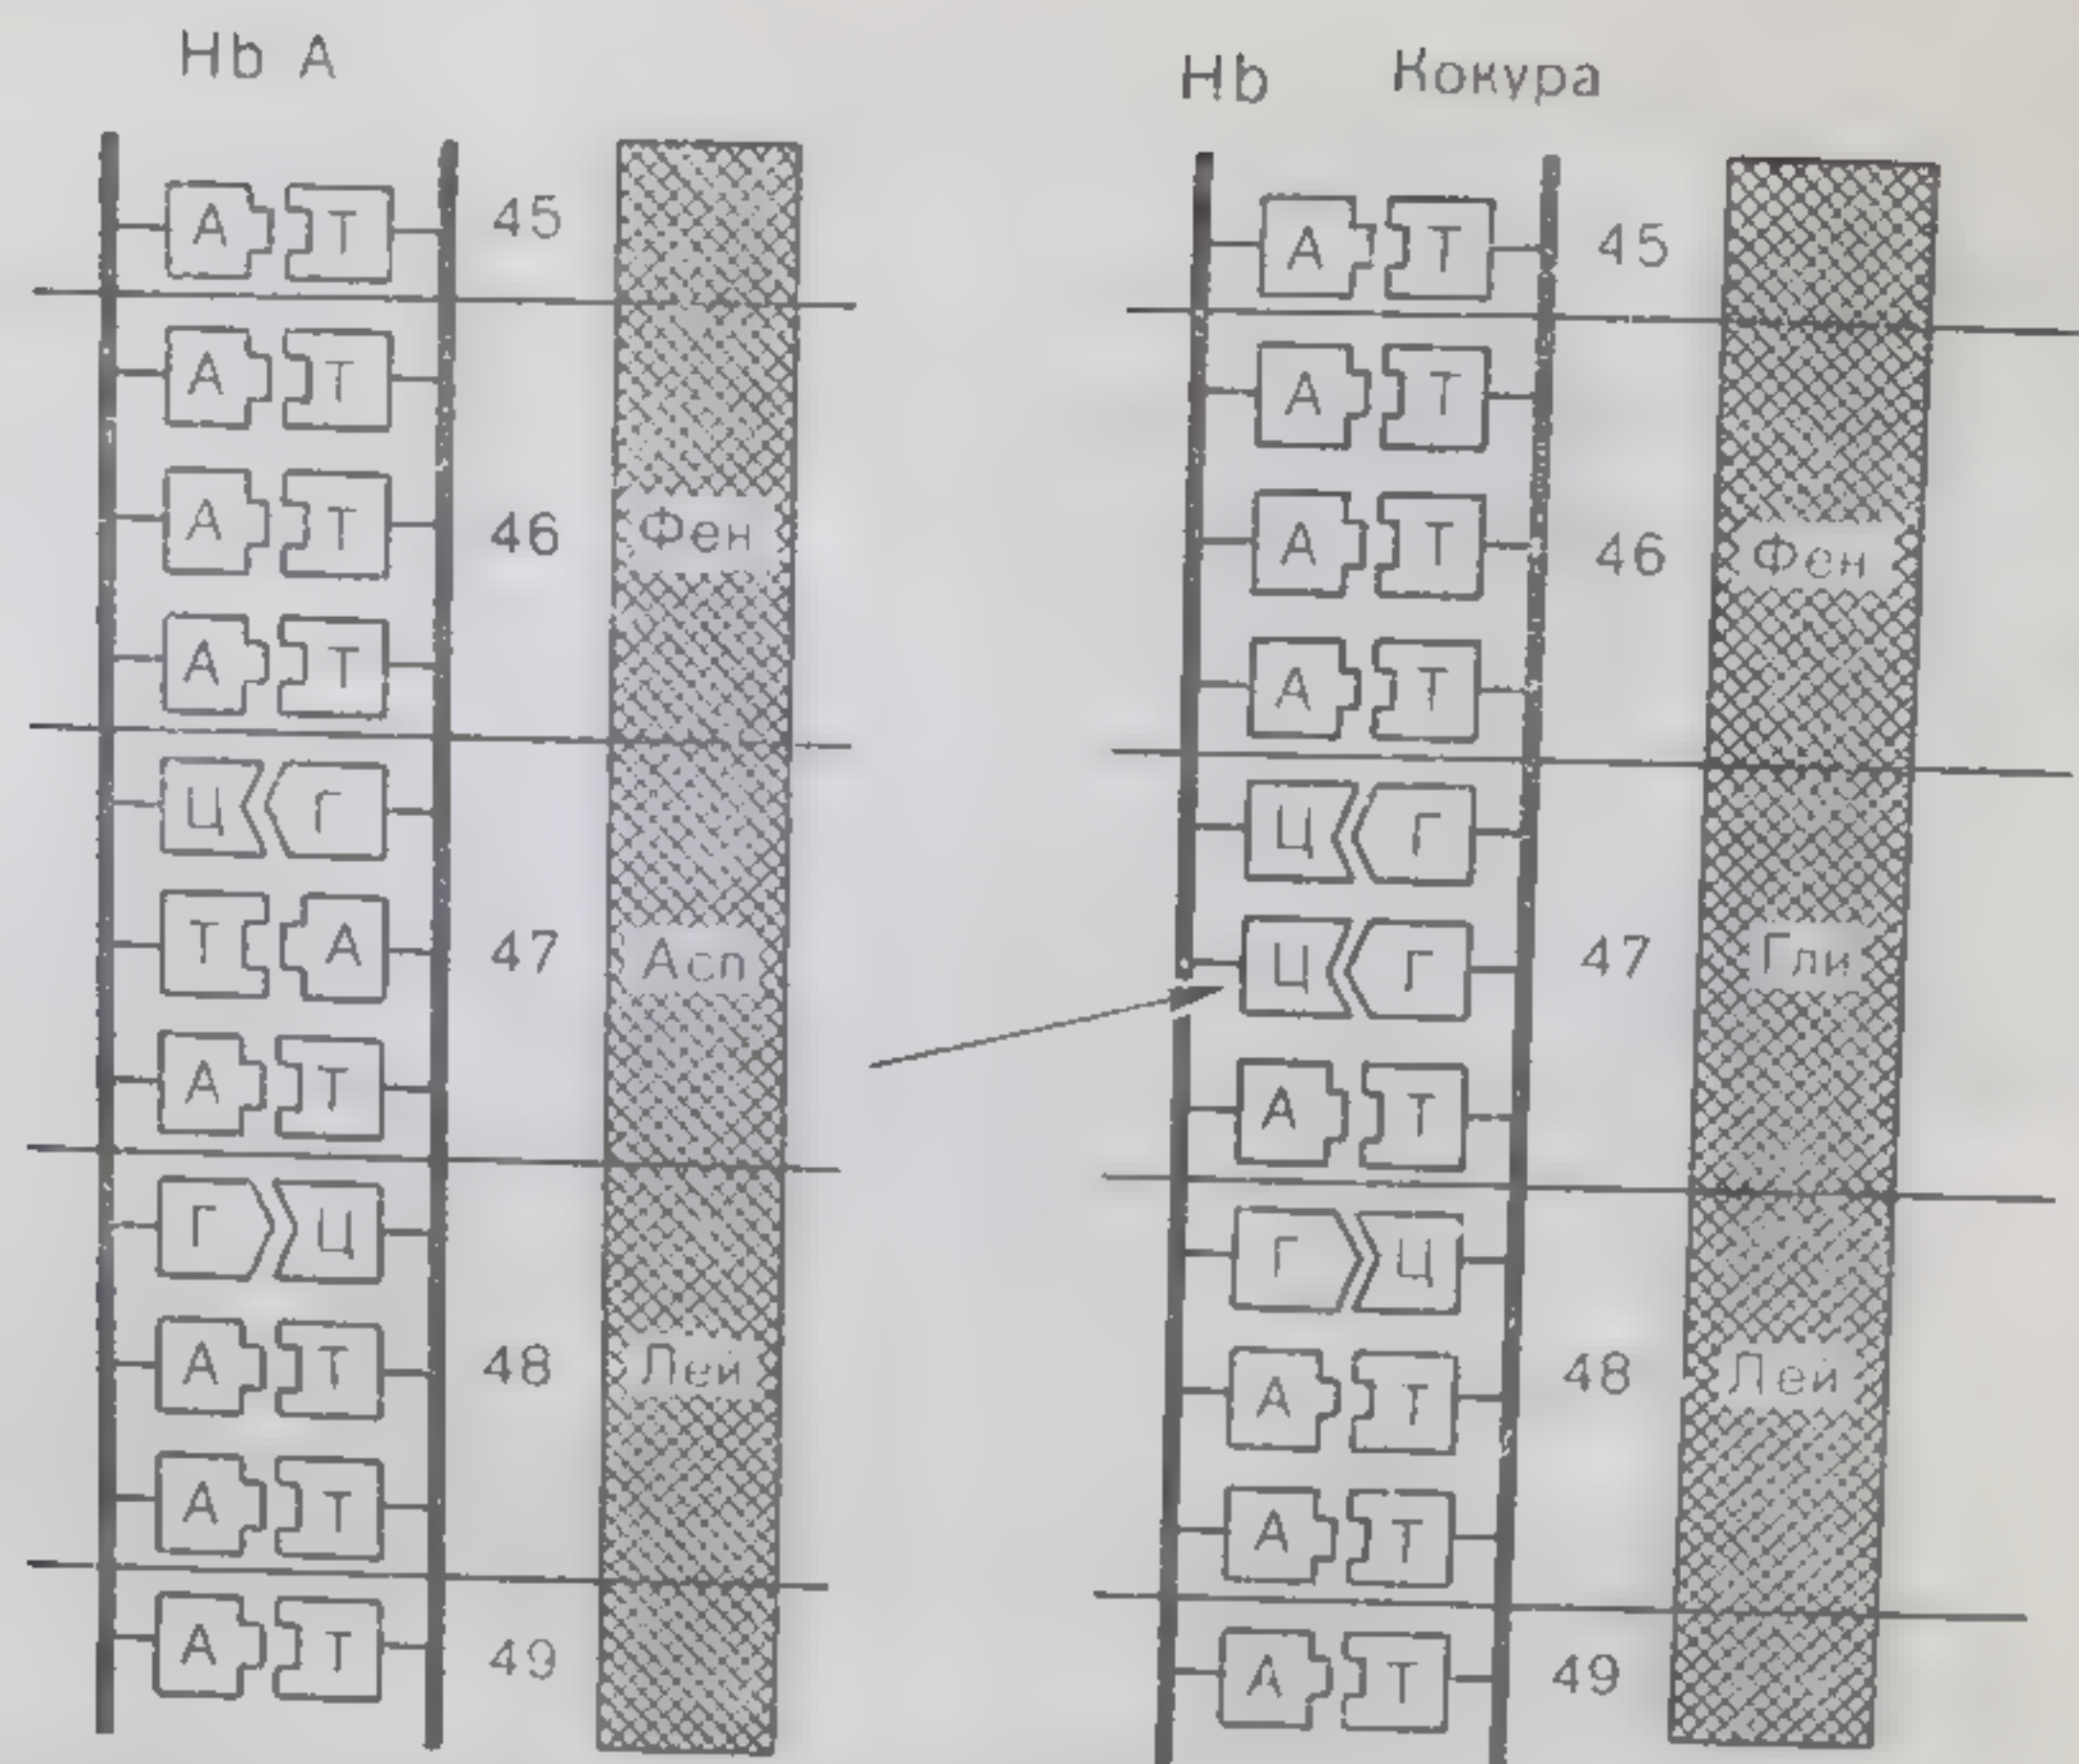 Hb A
А Т 45
А Т
А Т 46 Фен
А Т
Ц Г
Т А 47 Асп
А Т
Г Ц
А Т 48 Лей
А Т
А Т 49
Hb Кокура
А Т 45
А Т
А Т 46 Фен
А Т
Ц Г
Ц Г 47 Гли
А Т
Г Ц
А Т 48 Лей
А Т
А Т 49